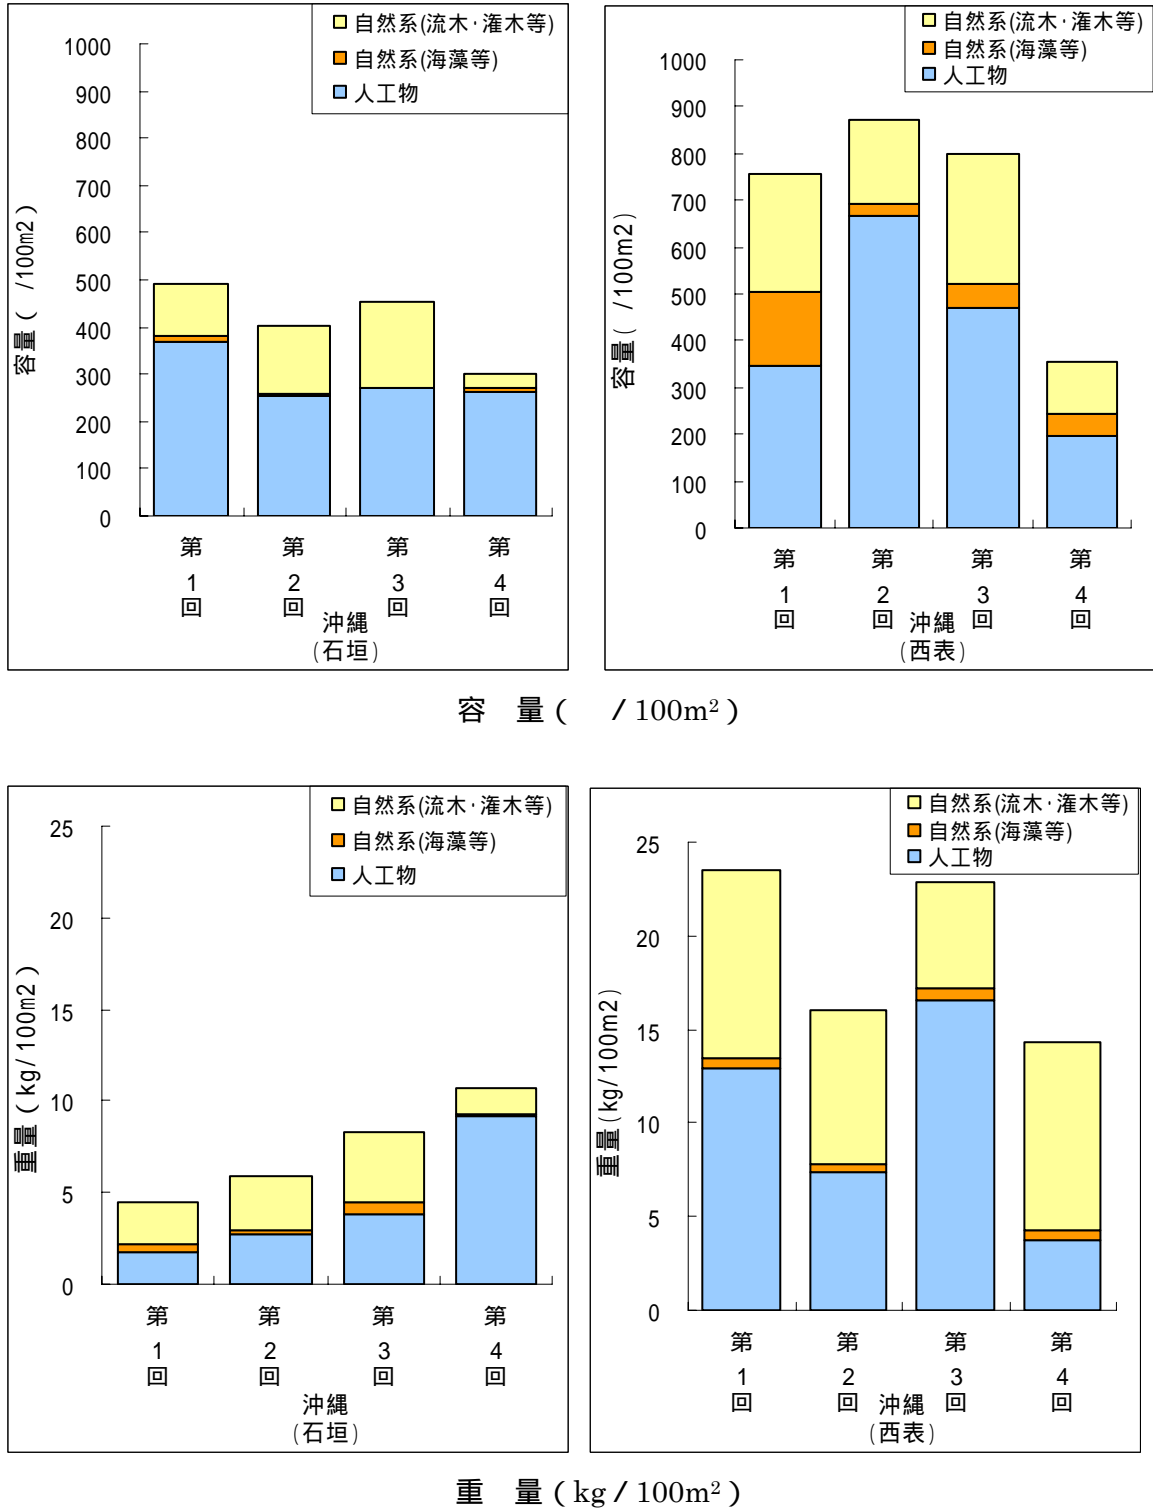 自然系(流木・潅木等)
自然系(海藻等)
人工物
1000
900
800
700
600
500
400
300
200
100
0
容量( /100m2)
第1回
第2回
第3回
第4回
沖縄
(石垣)
自然系(流木・潅木等)
自然系(海藻等)
人工物
1000
900
800
700
600
500
400
300
200
100
0
容量( /100m2)
第1回
第2回
第3回
第4回
沖縄
(西表)
容 量( /100m²)
自然系(流木・潅木等)
自然系(海藻等)
人工物
25
20
15
10
5
0
重量(kg/100m2)
第1回
第2回
第3回
第4回
沖縄
(石垣)
自然系(流木・潅木等)
自然系(海藻等)
人工物
25
20
15
10
5
0
重量(kg/100m2)
第1回
第2回
第3回
第4回
沖縄
(西表)
重 量(kg/100m²)